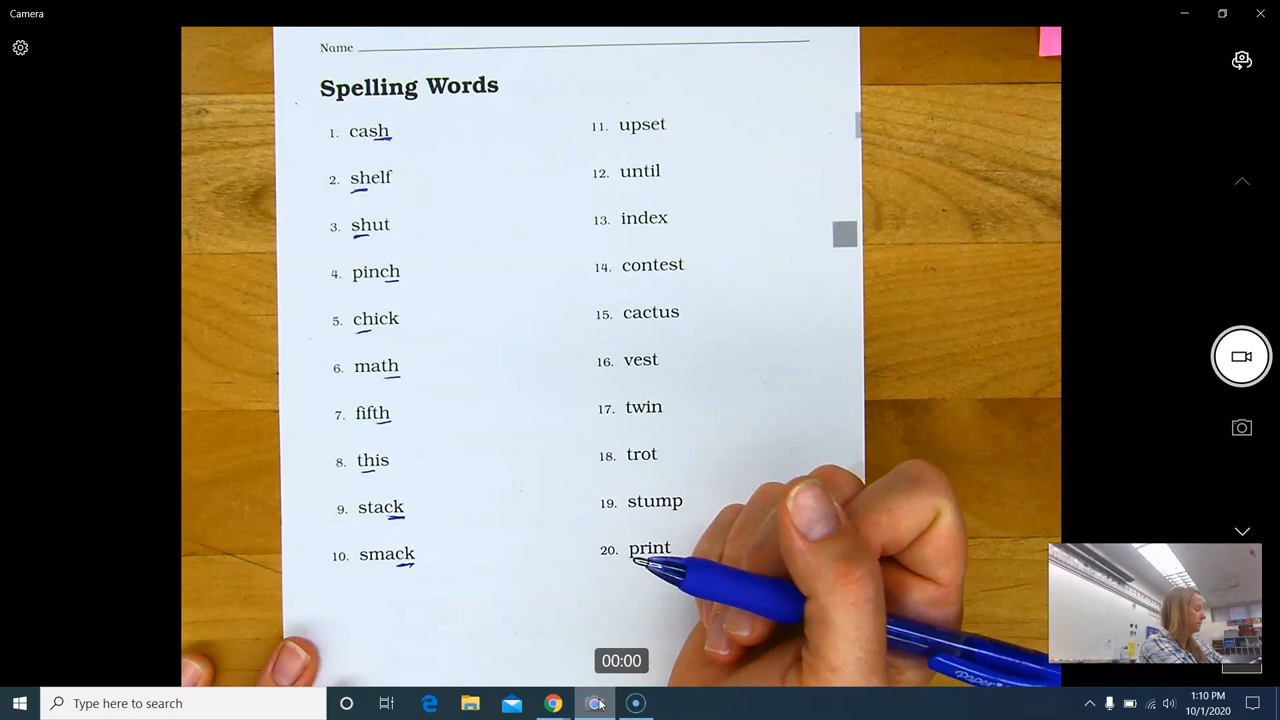 Camera
Name
Spelling Words
1. cash
2. shelf
3. shut
4. pinch
5. chick
6. math
7. fifth
8. this
9. stack
10. smack
11. upset
12. until
13. index
14. contest
15. cactus
16. vest
17. twin
18. trot
19. stump
20. print
00:00
Type here to search
1:10 PM
10/1/2020